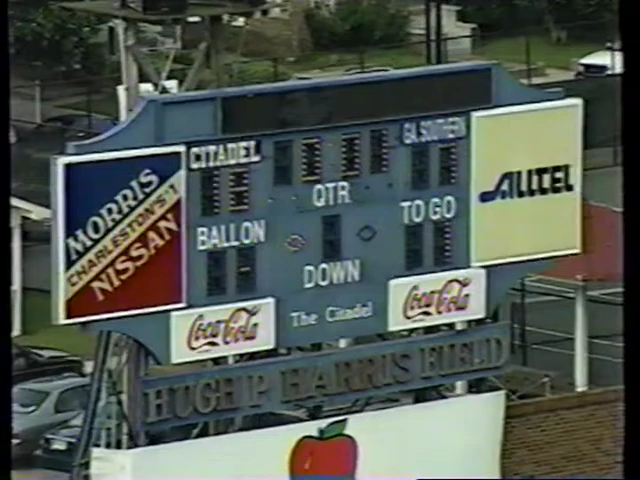 CITADEL
GA. SOUTHERN
MORRIS
CHARLESTON'S #1
NISSAN
ALLTEL
QTR
TO GO
BALL ON
DOWN
Coca-Cola
The Citadel
Coca-Cola
HUGH P. HARRIS FIELD